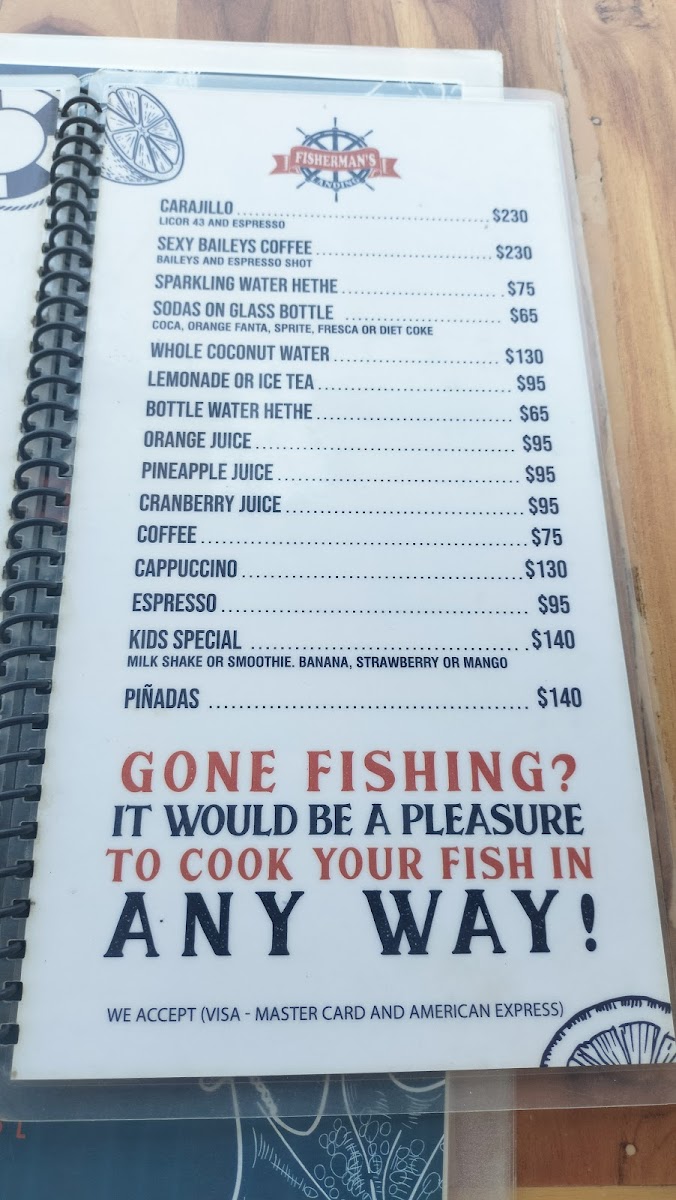 FISHERMAN'S
LANDING
CARAJILLO ........................................ $230
LICOR 43 AND ESPRESSO
SEXY BAILEYS COFFEE ............................ $230
BAILEYS AND ESPRESSO SHOT
SPARKLING WATER HETHE ......................... $75
SODAS ON GLASS BOTTLE ......................... $65
COCA, ORANGE FANTA, SPRITE, FRESCA OR DIET COKE
WHOLE COCONUT WATER .......................... $130
LEMONADE OR ICE TEA ............................. $95
BOTTLE WATER HETHE ............................. $65
ORANGE JUICE ..................................... $95
PINEAPPLE JUICE .................................. $95
CRANBERRY JUICE ................................. $95
COFFEE ............................................ $75
CAPPUCCINO ...................................... $130
ESPRESSO ......................................... $95
KIDS SPECIAL ..................................... $140
MILK SHAKE OR SMOOTHIE. BANANA, STRAWBERRY OR MANGO
PIÑADAS .......................................... $140
GONE FISHING?
IT WOULD BE A PLEASURE
TO COOK YOUR FISH IN
ANY WAY!
WE ACCEPT (VISA - MASTER CARD AND AMERICAN EXPRESS)